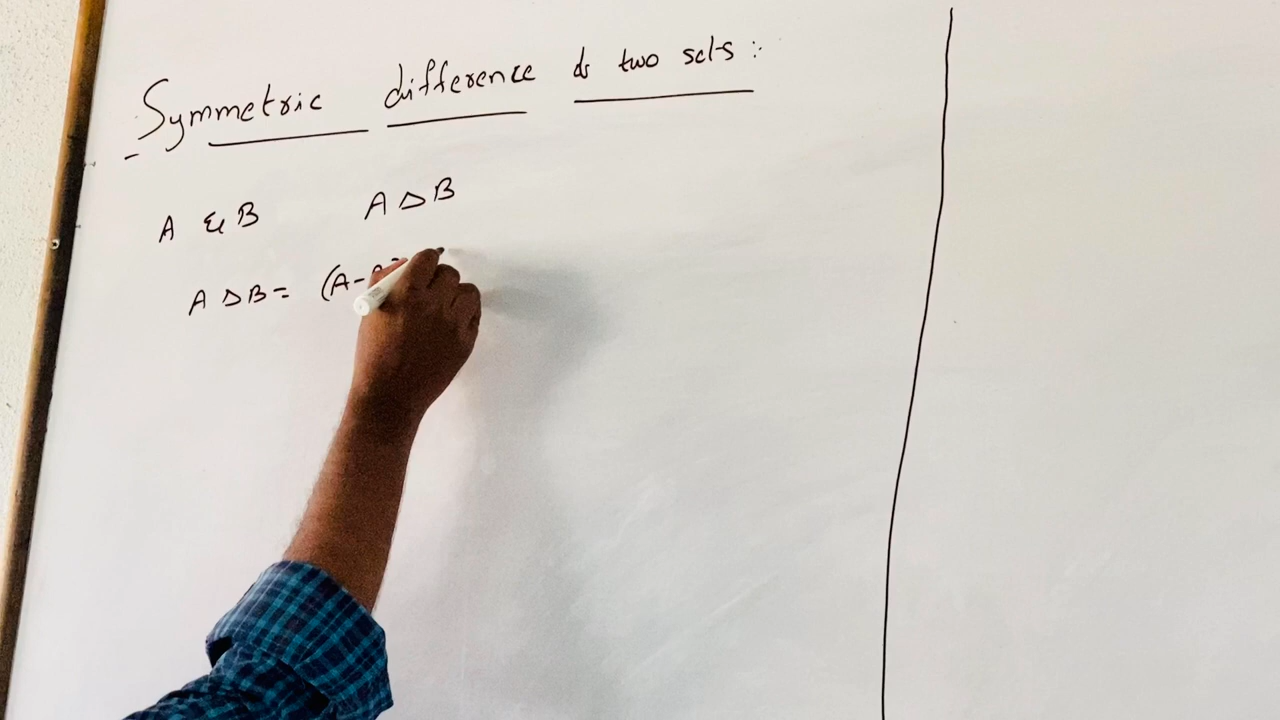 Symmetric difference of two sets :
A & B A Δ B
A Δ B = (A-